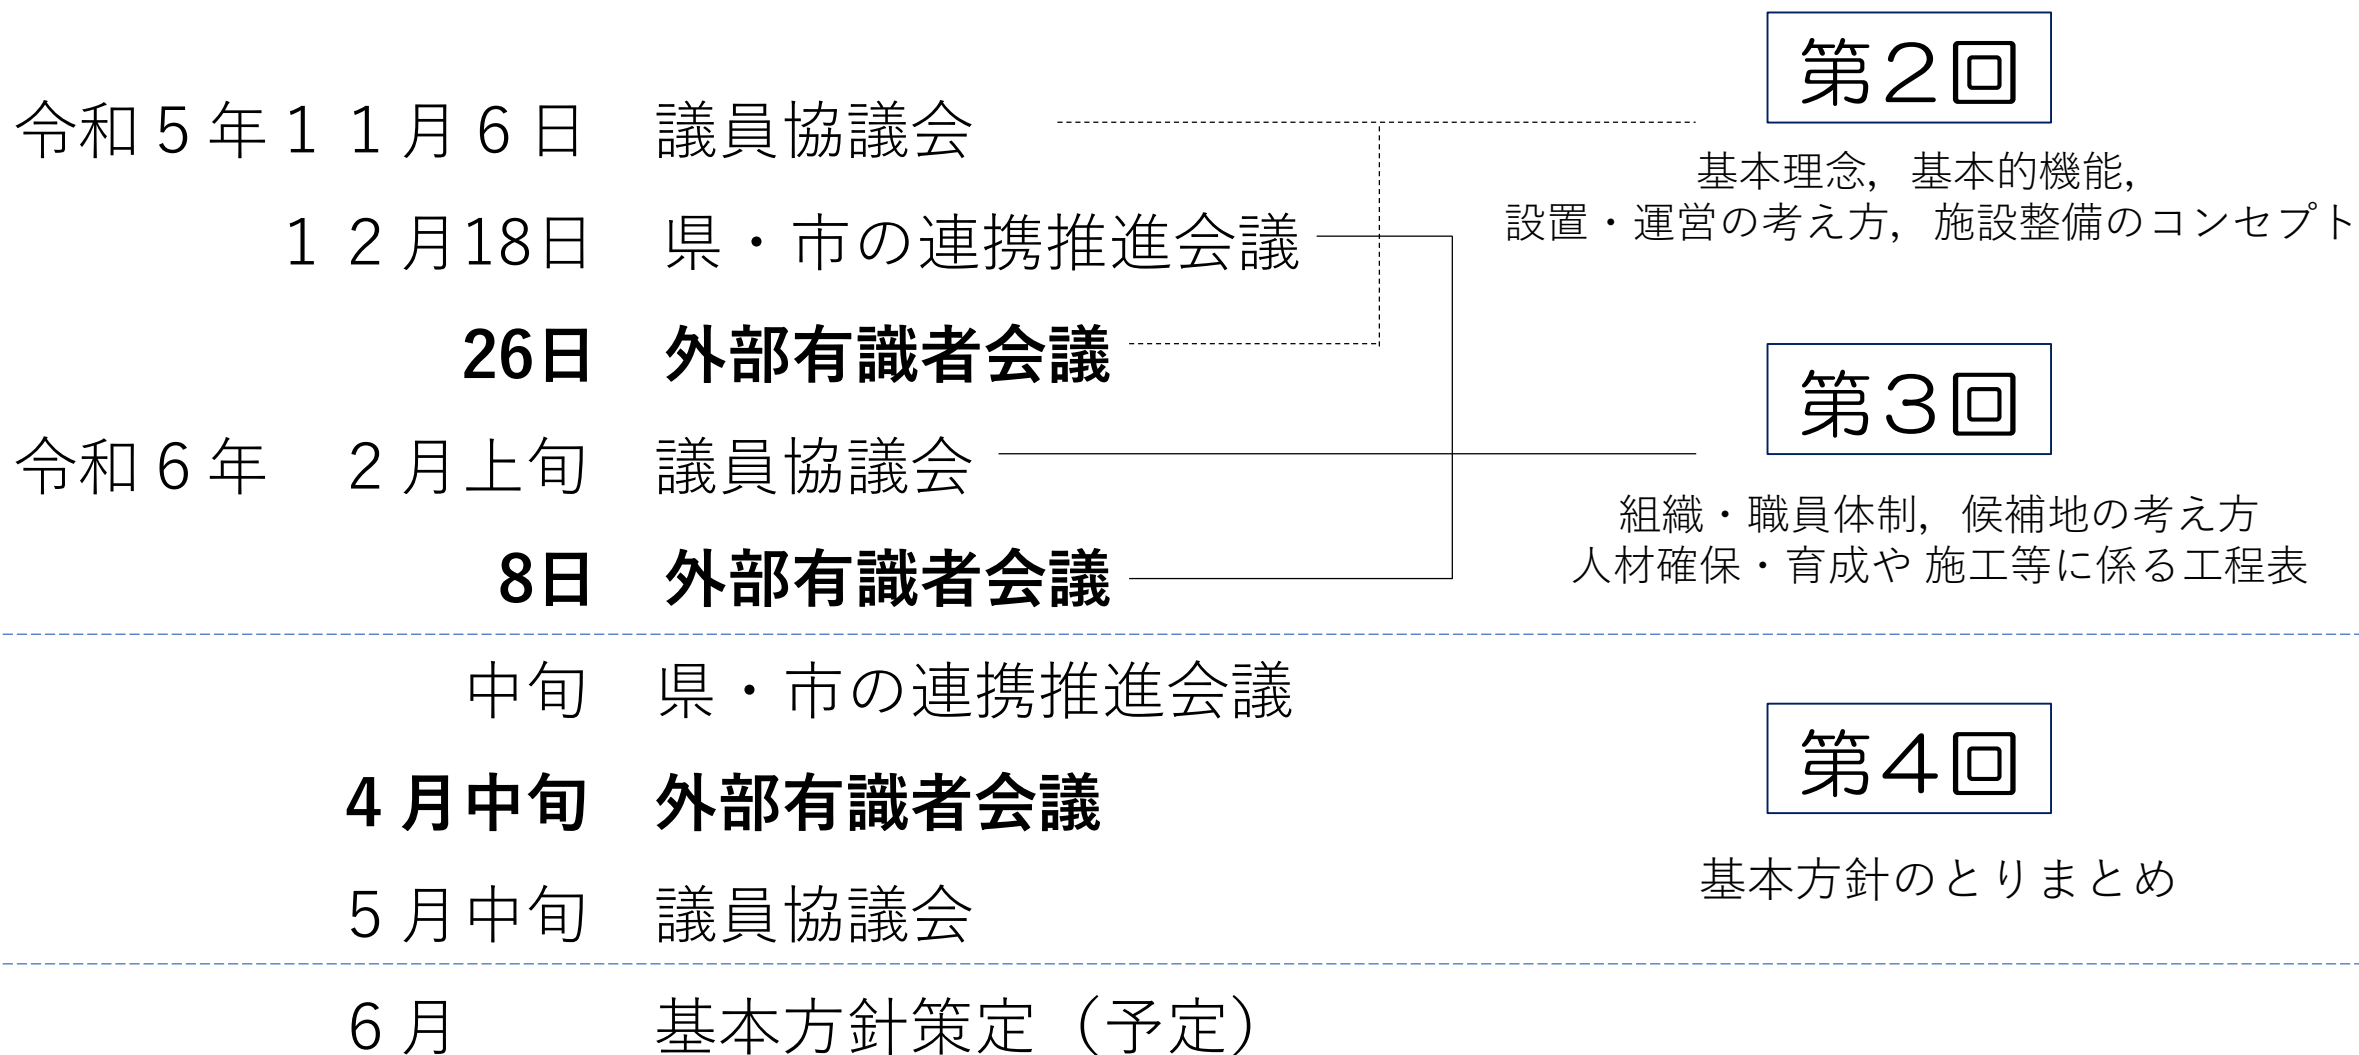 令和５年１１月６日　議員協議会
１２月18日　県・市の連携推進会議
26日　外部有識者会議
令和６年　２月上旬　議員協議会
8日　外部有識者会議
中旬　県・市の連携推進会議
４月中旬　外部有識者会議
５月中旬　議員協議会
６月　基本方針策定（予定）
第２回
基本理念，基本的機能，
設置・運営の考え方，施設整備のコンセプト
第３回
組織・職員体制，候補地の考え方
人材確保・育成や 施工等に係る工程表
第４回
基本方針のとりまとめ